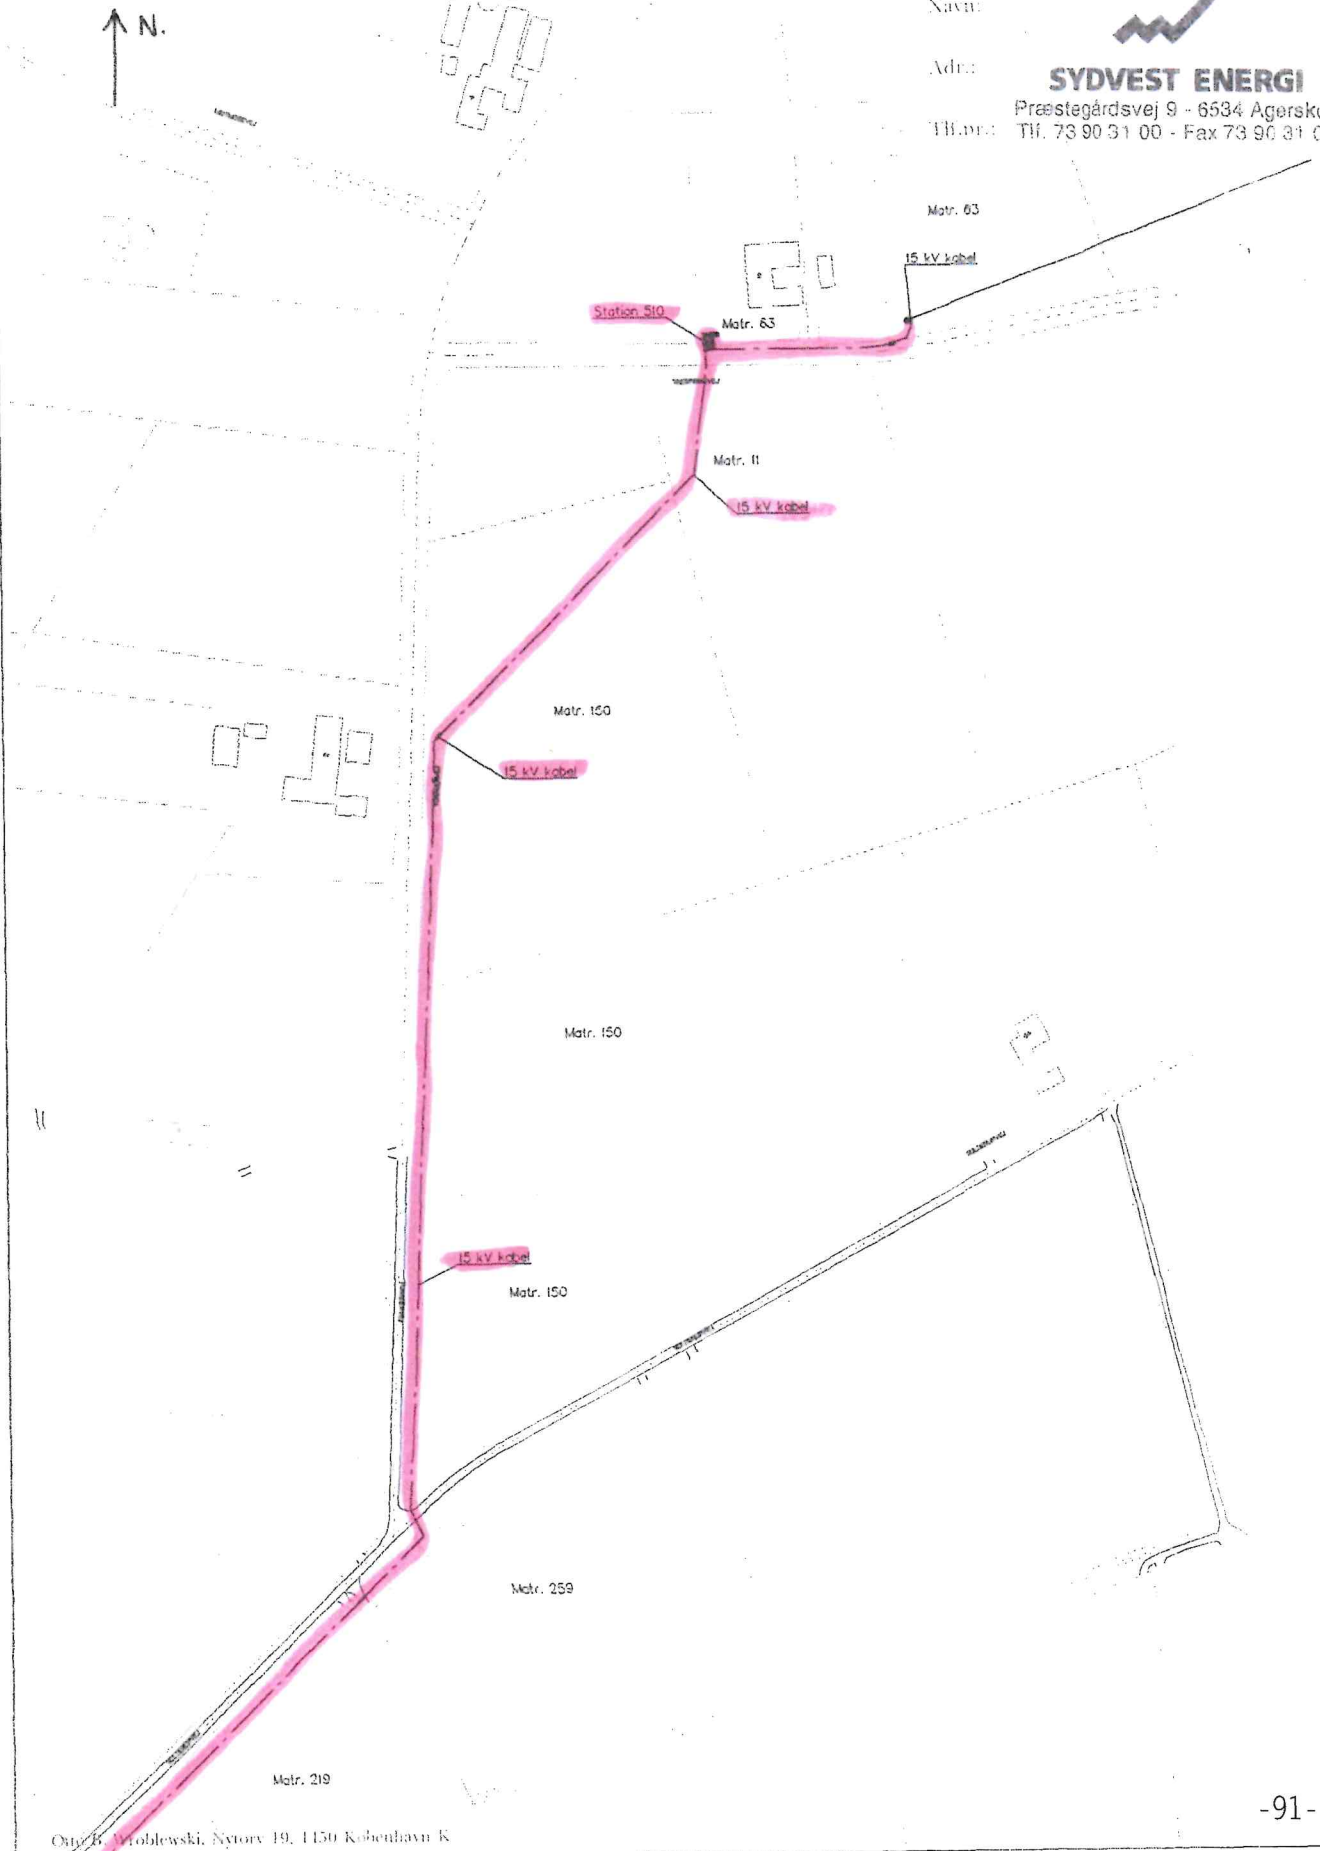 N.
Navn:
Adr.:
SYDVEST ENERGI
Præstegårdsvej 9 - 6534 Agersko
Tlf.nr.: Tlf. 73 90 31 00 - Fax 73 90 31 0
Matr. 63
15 kV kabel
Station 510
Matr. 63
Matr. 11
15 kV kabel
Matr. 150
15 kV kabel
Matr. 150
15 kV kabel
Matr. 150
Matr. 259
Matr. 219
-91-
Otto B. Wroblewski, Nytorv 19, 1450 København K